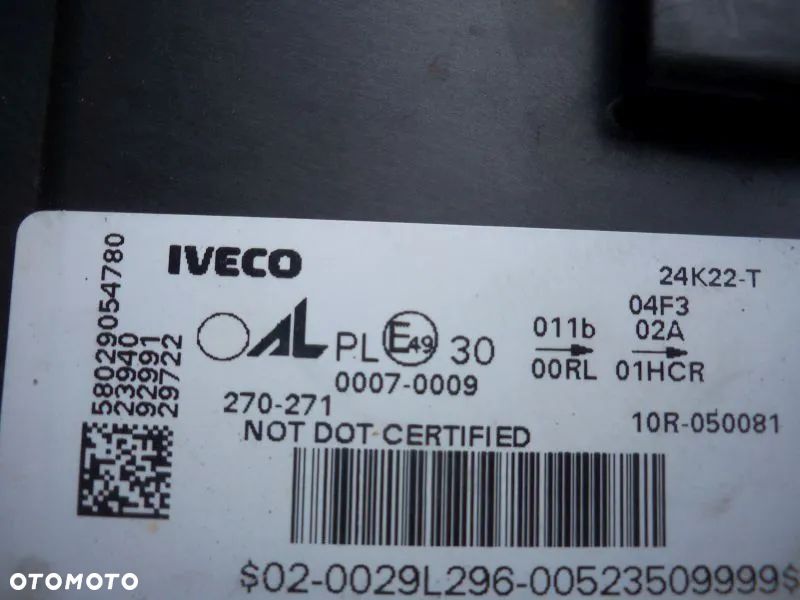 IVECO
24K22-T
04F3
011b 02A
AL PL E49 30
00RL 01HCR
0007-0009
270-271
10R-050081
NOT DOT CERTIFIED
58029054780
23940
92991
29722
$02-0029L296-00523509999$
OTOMOTO